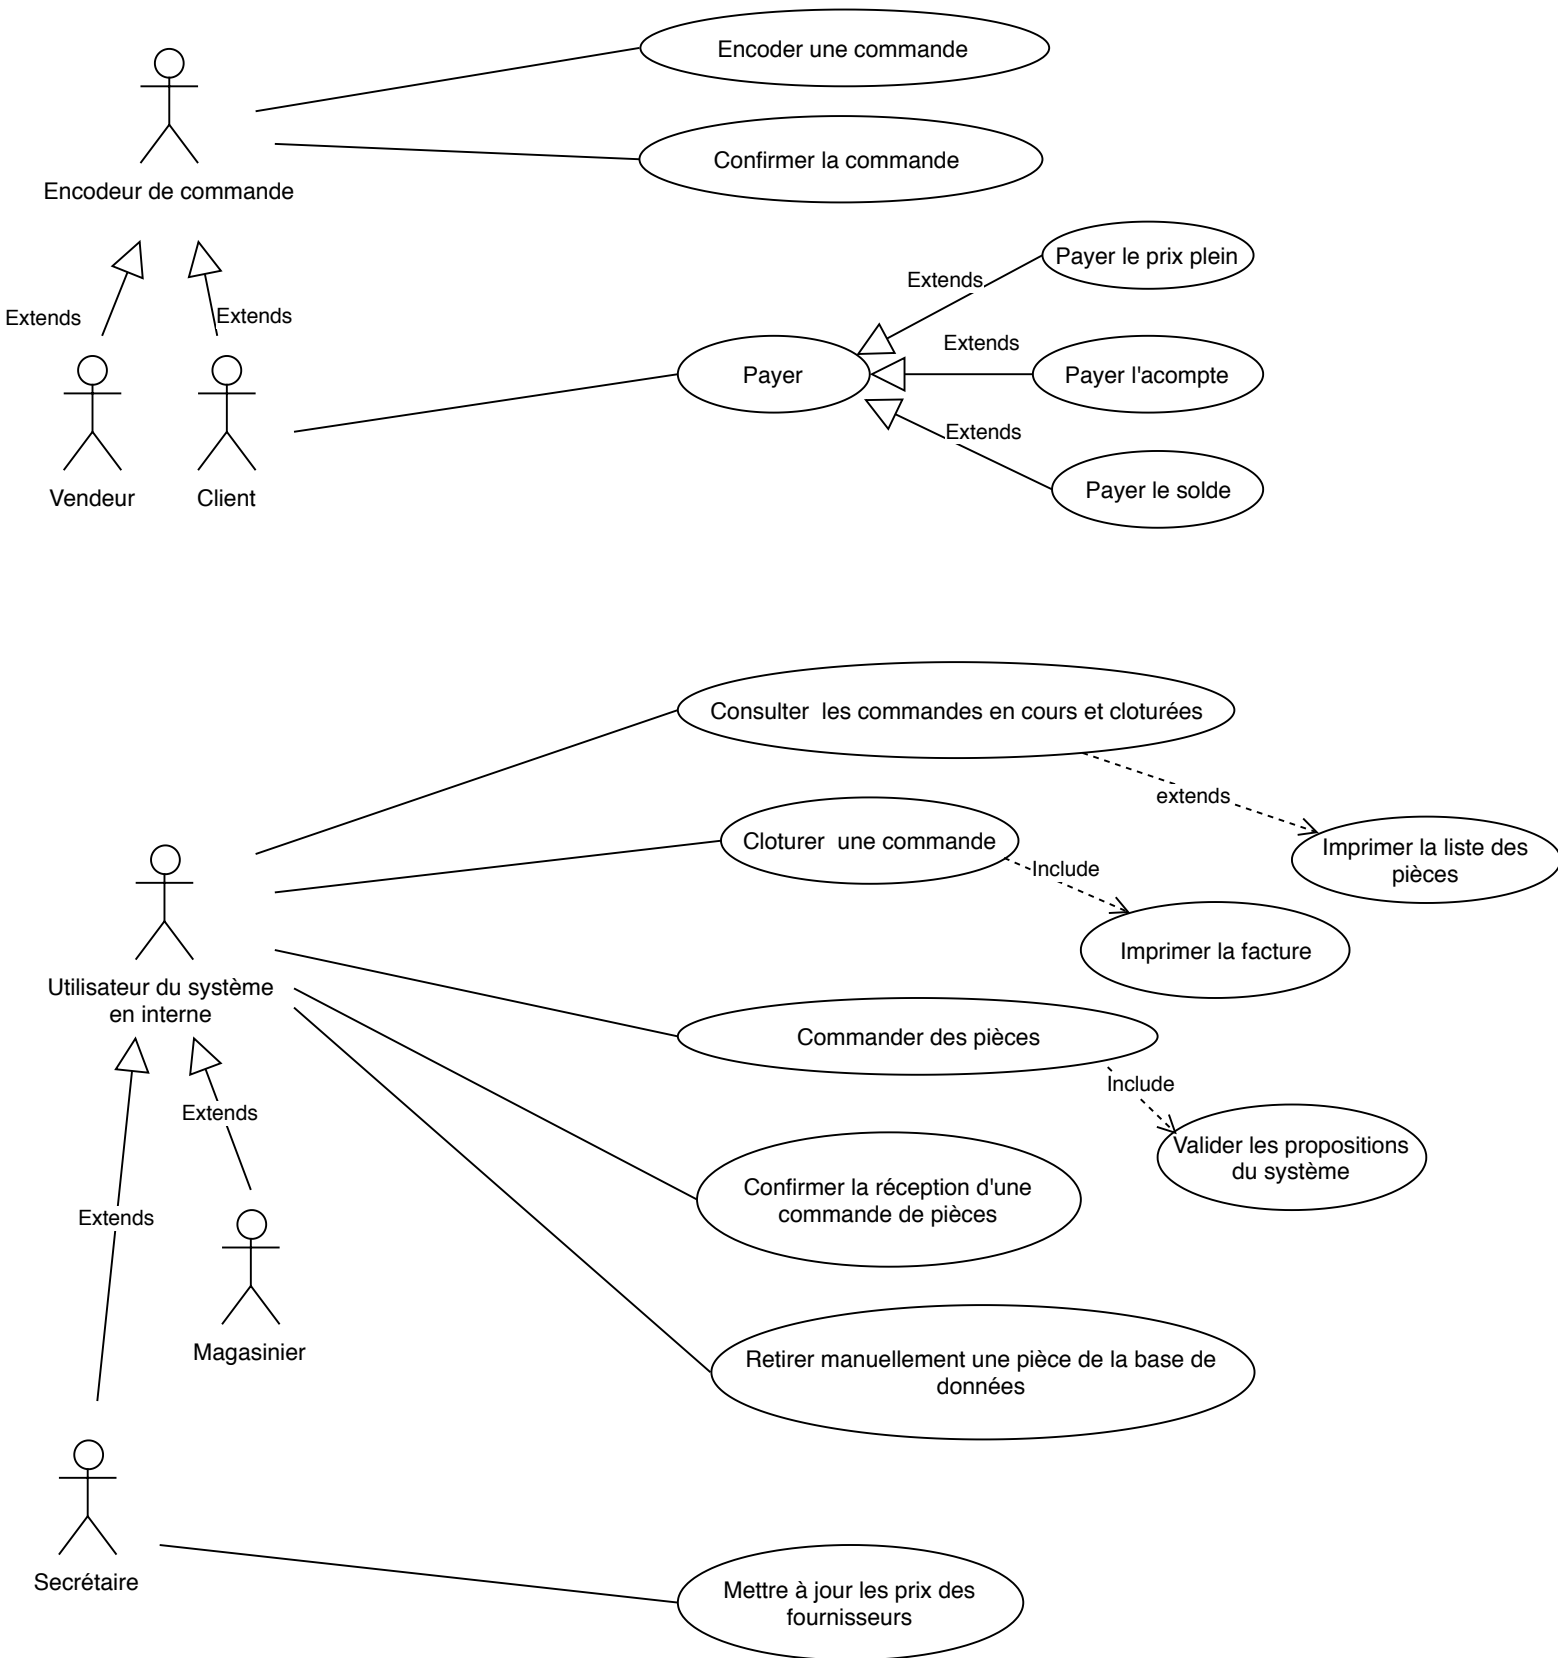 Encoder une commande
Confirmer la commande
Encodeur de commande
Payer le prix plein
Extends
Extends
Extends
Extends
Payer
Payer l'acompte
Extends
Payer le solde
Vendeur
Client
Consulter  les commandes en cours et cloturées
extends
Cloturer  une commande
Imprimer la liste des
pièces
Include
Imprimer la facture
Utilisateur du système
en interne
Commander des pièces
Include
Extends
Valider les propositions
du système
Confirmer la réception d'une
commande de pièces
Extends
Magasinier
Retirer manuellement une pièce de la base de
données
Secrétaire
Mettre à jour les prix des
fournisseurs